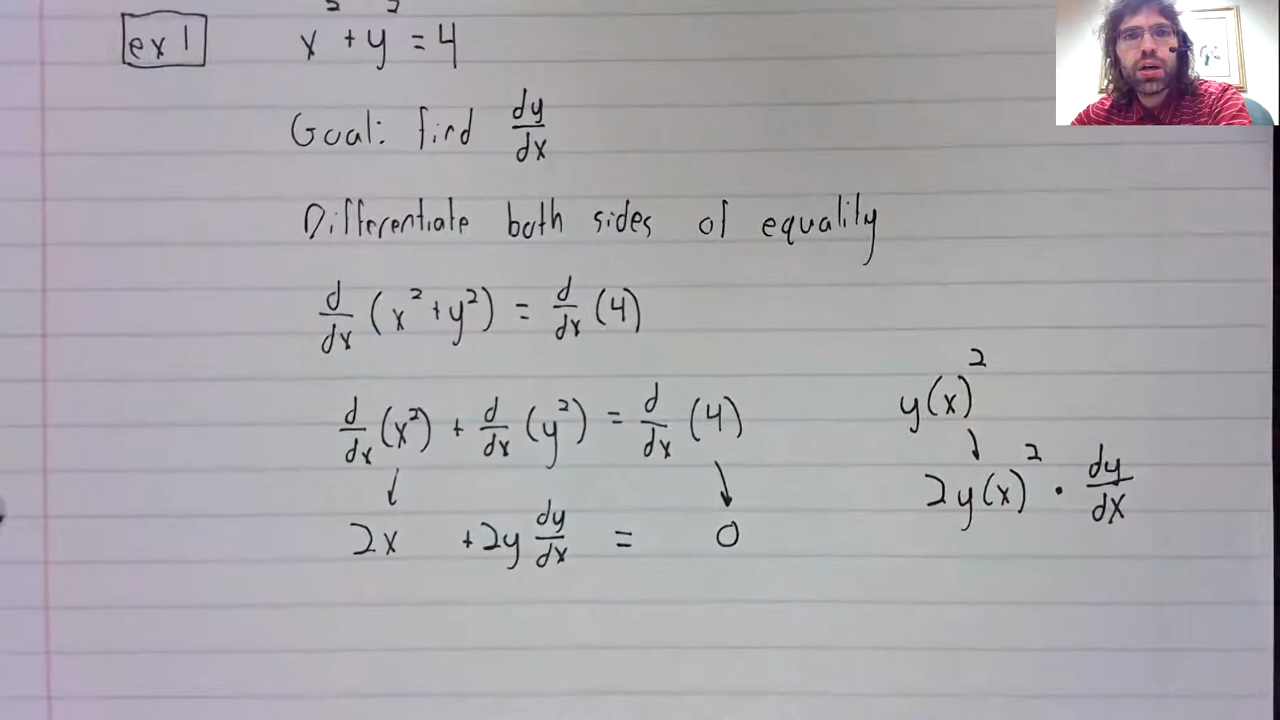 ex 1 x² + y² = 4
Goal: find dy/dx
Differentiate both sides of equality
d/dx (x² + y²) = d/dx (4)
d/dx (x²) + d/dx (y²) = d/dx (4)
2x + 2y dy/dx = 0
y(x)²
2y(x)² · dy/dx